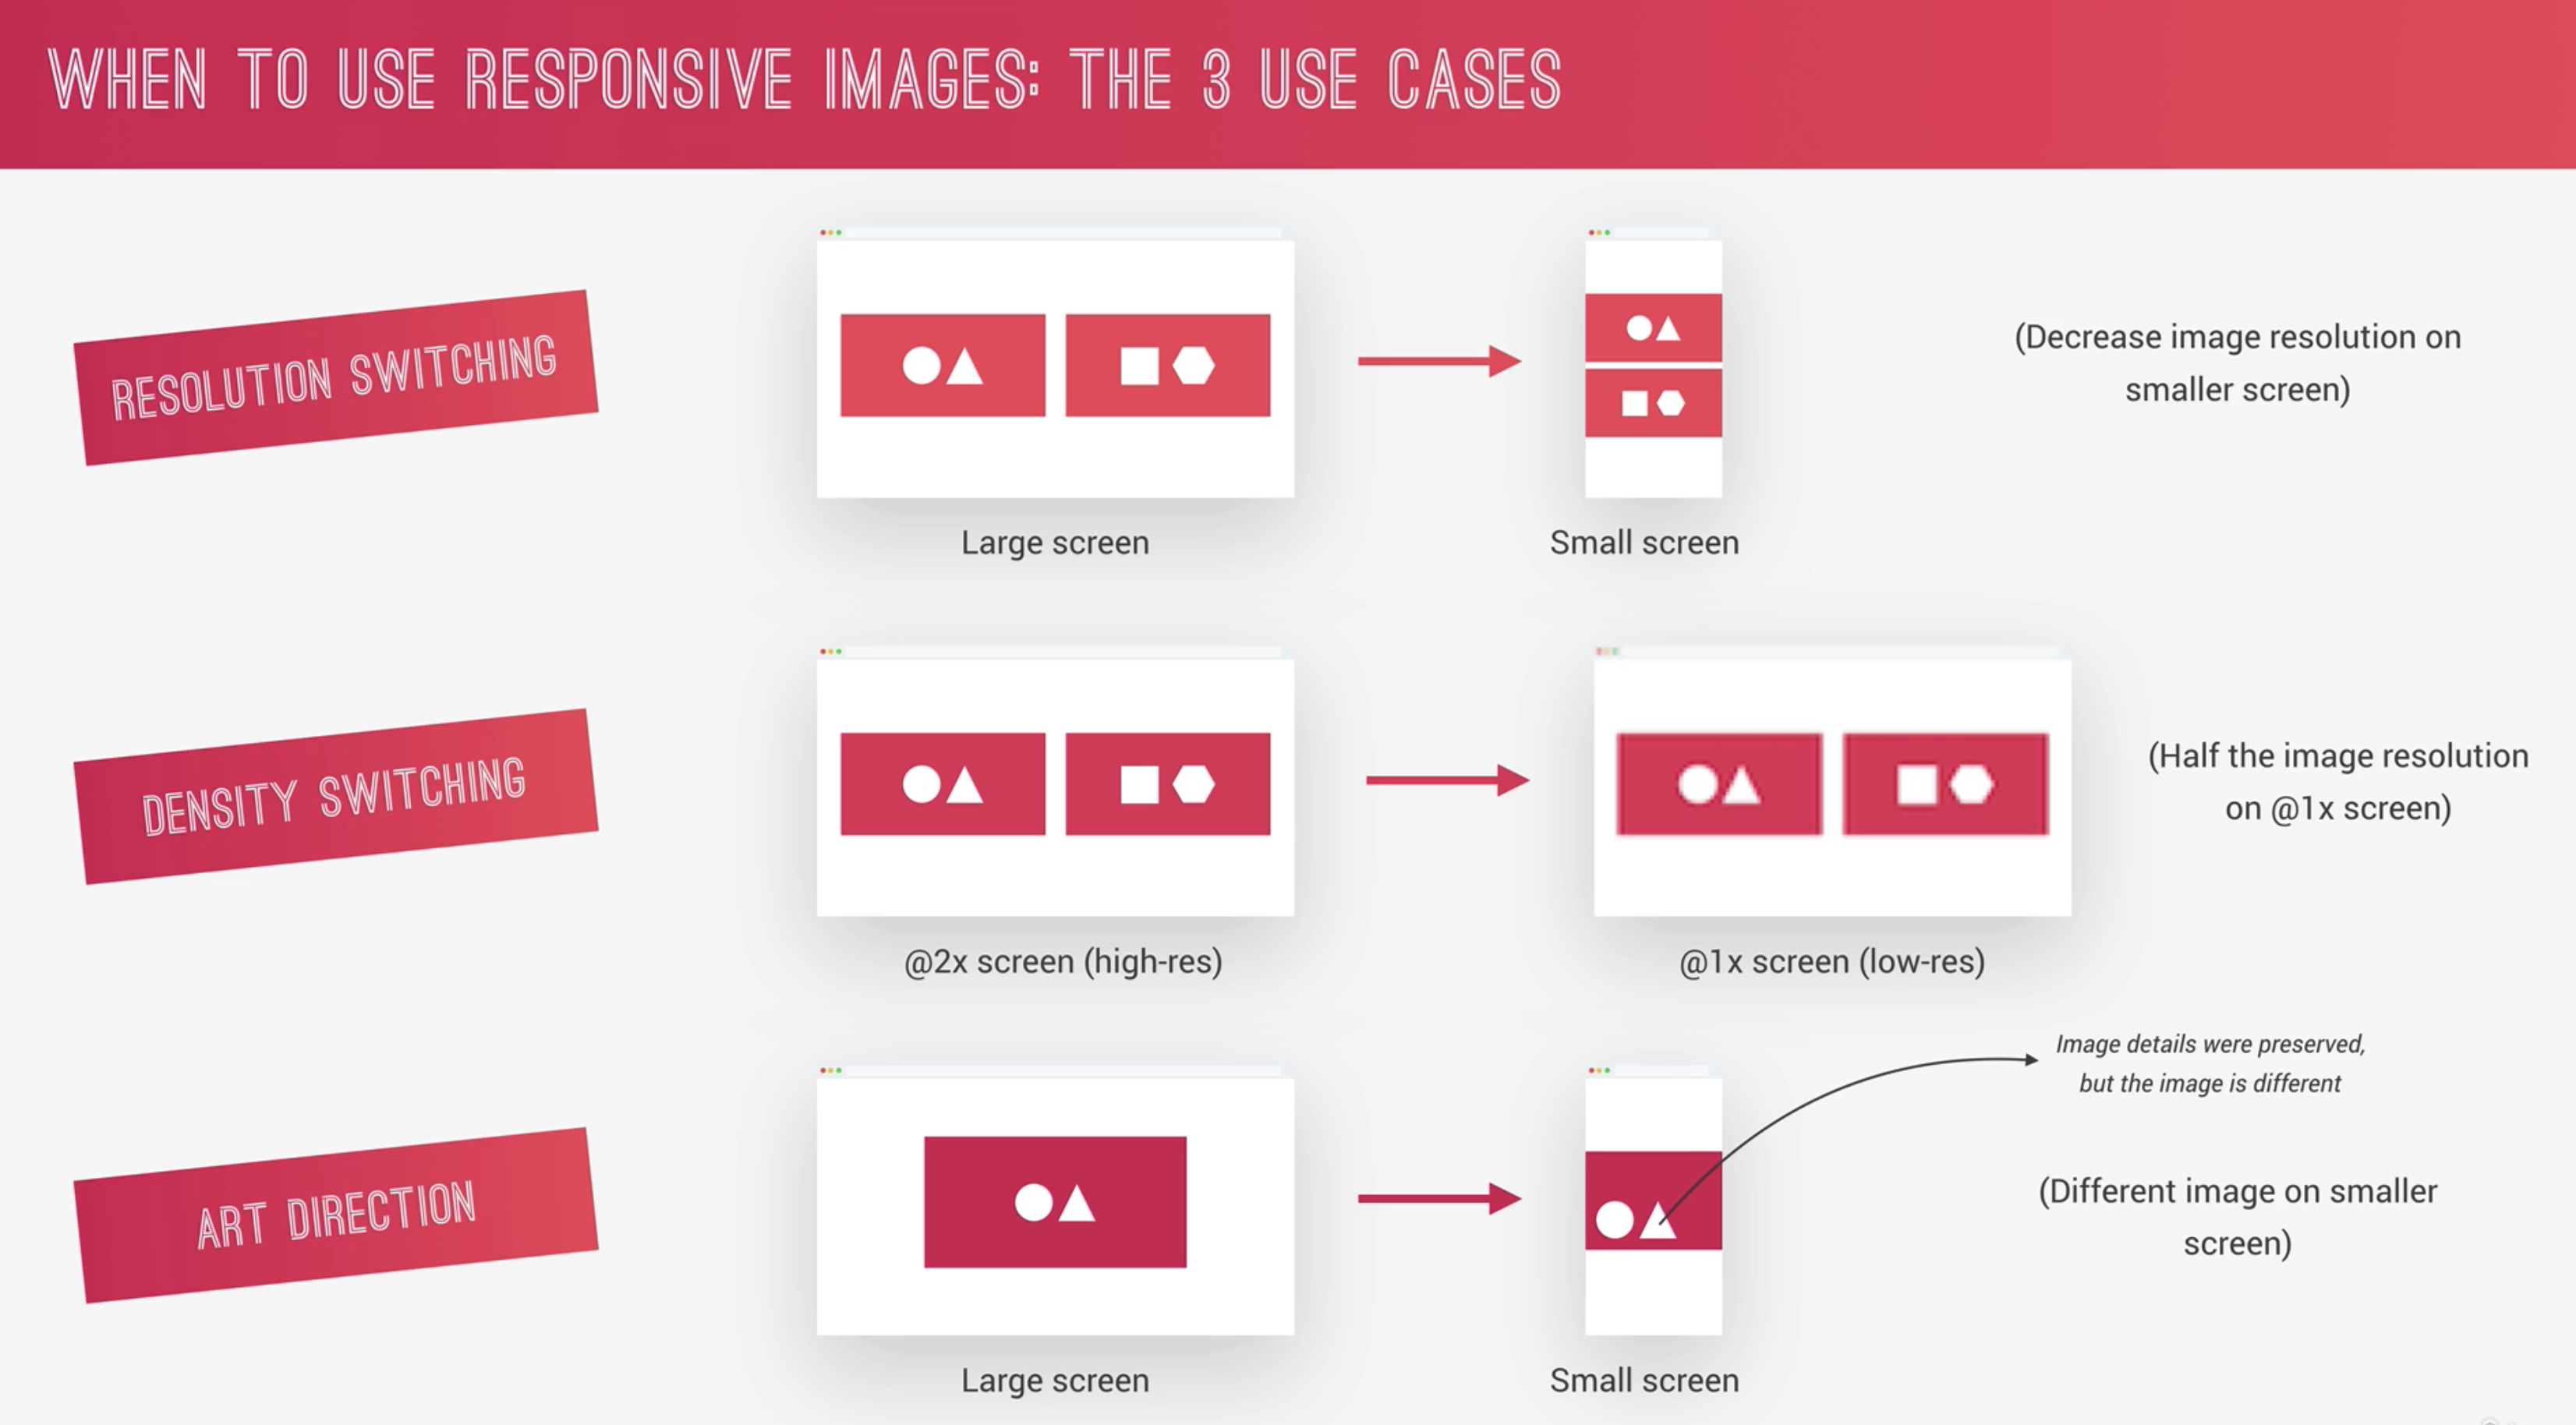 WHEN TO USE RESPONSIVE IMAGES: THE 3 USE CASES
RESOLUTION SWITCHING
Large screen
Small screen
(Decrease image resolution on
smaller screen)
DENSITY SWITCHING
@2x screen (high-res)
@1x screen (low-res)
(Half the image resolution
on @1x screen)
ART DIRECTION
Large screen
Small screen
Image details were preserved,
but the image is different
(Different image on smaller
screen)